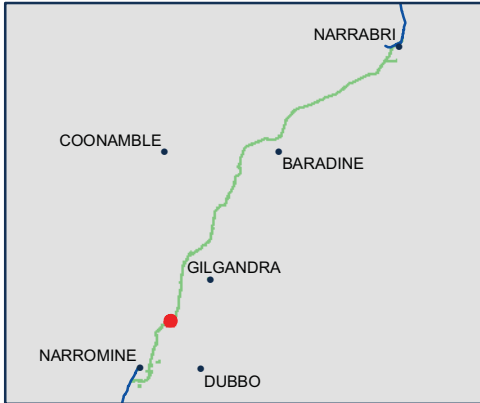 NARRABRI
COONAMBLE
BARADINE
GILGANDRA
NARROMINE
DUBBO